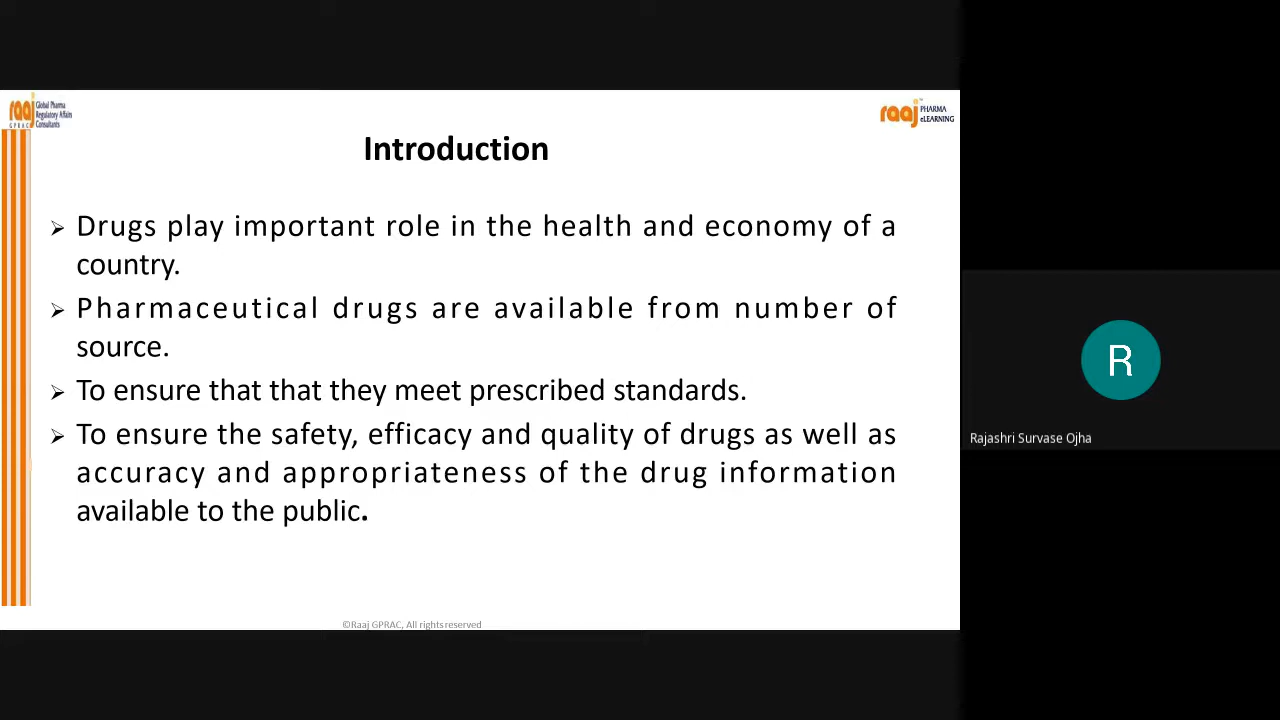 raaj
Global Pharma
Regulatory Affairs
Consultants
GPRAC
raaj PHARMA
eLEARNING
Introduction
Drugs play important role in the health and economy of a
country.
Pharmaceutical drugs are available from number of
source.
To ensure that that they meet prescribed standards.
To ensure the safety, efficacy and quality of drugs as well as
accuracy and appropriateness of the drug information
available to the public.
©Raaj GPRAC, All rights reserved
R
Rajashri Survase Ojha